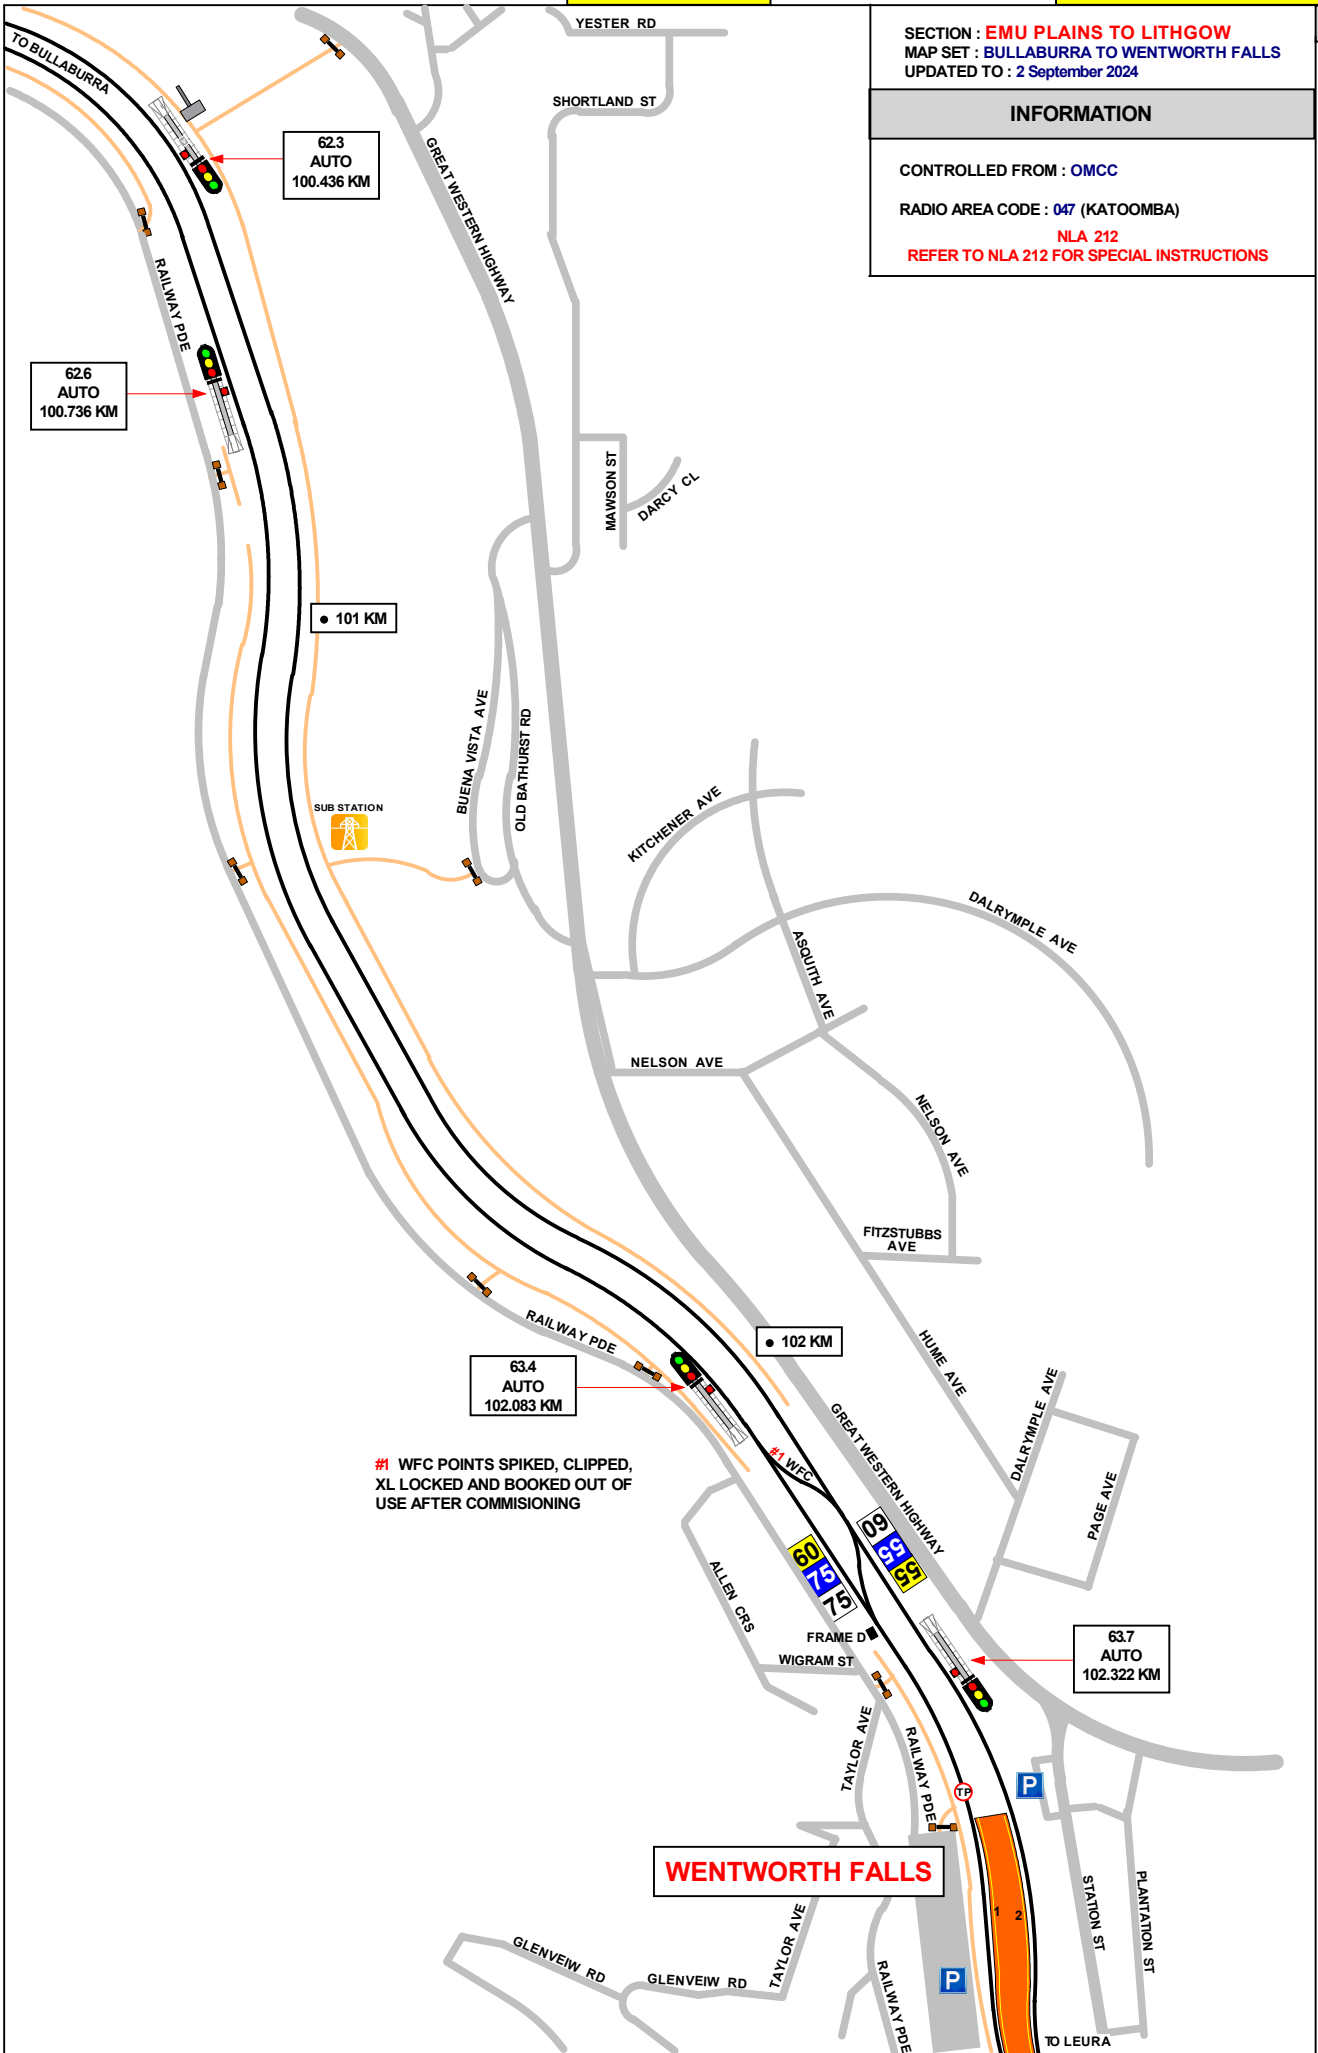 SECTION : EMU PLAINS TO LITHGOW
MAP SET : BULLABURRA TO WENTWORTH FALLS
UPDATED TO : 2 September 2024
INFORMATION
CONTROLLED FROM : OMCC
RADIO AREA CODE : 047 (KATOOMBA)
NLA 212
REFER TO NLA 212 FOR SPECIAL INSTRUCTIONS
YESTER RD
TO BULLABURRA
SHORTLAND ST
62.3
AUTO
100.436 KM
GREAT WESTERN HIGHWAY
RAILWAY PDE
62.6
AUTO
100.736 KM
MAWSON ST
DARCY CL
101 KM
BUENA VISTA AVE
OLD BATHURST RD
SUB STATION
KITCHENER AVE
DALRYMPLE AVE
ASQUITH AVE
NELSON AVE
NELSON AVE
FITZSTUBBS
AVE
RAILWAY PDE
102 KM
HUME AVE
63.4
AUTO
102.083 KM
DALRYMPLE AVE
GREAT WESTERN HIGHWAY
#1 WFC
PAGE AVE
#1 WFC POINTS SPIKED, CLIPPED,
XL LOCKED AND BOOKED OUT OF
USE AFTER COMMISIONING
60
55
55
60
75
75
ALLEN CRS
FRAME D
WIGRAM ST
63.7
AUTO
102.322 KM
TAYLOR AVE
RAILWAY PDE
TP
P
WENTWORTH FALLS
1 2
STATION ST
PLANTATION ST
TAYLOR AVE
GLENVEIW RD
GLENVEIW RD
RAILWAY PDE
P
TO LEURA